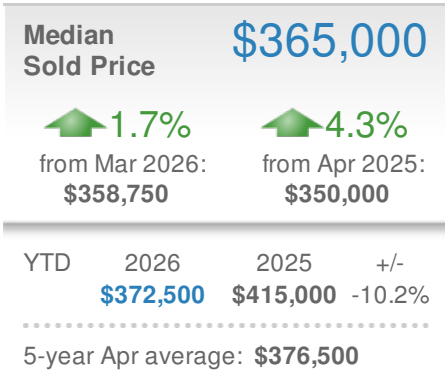 Median
Sold Price
$365,000
1.7%
from Mar 2026:
$358,750
4.3%
from Apr 2025:
$350,000
YTD 2026 2025 +/-
$372,500 $415,000 -10.2%
5-year Apr average: $376,500